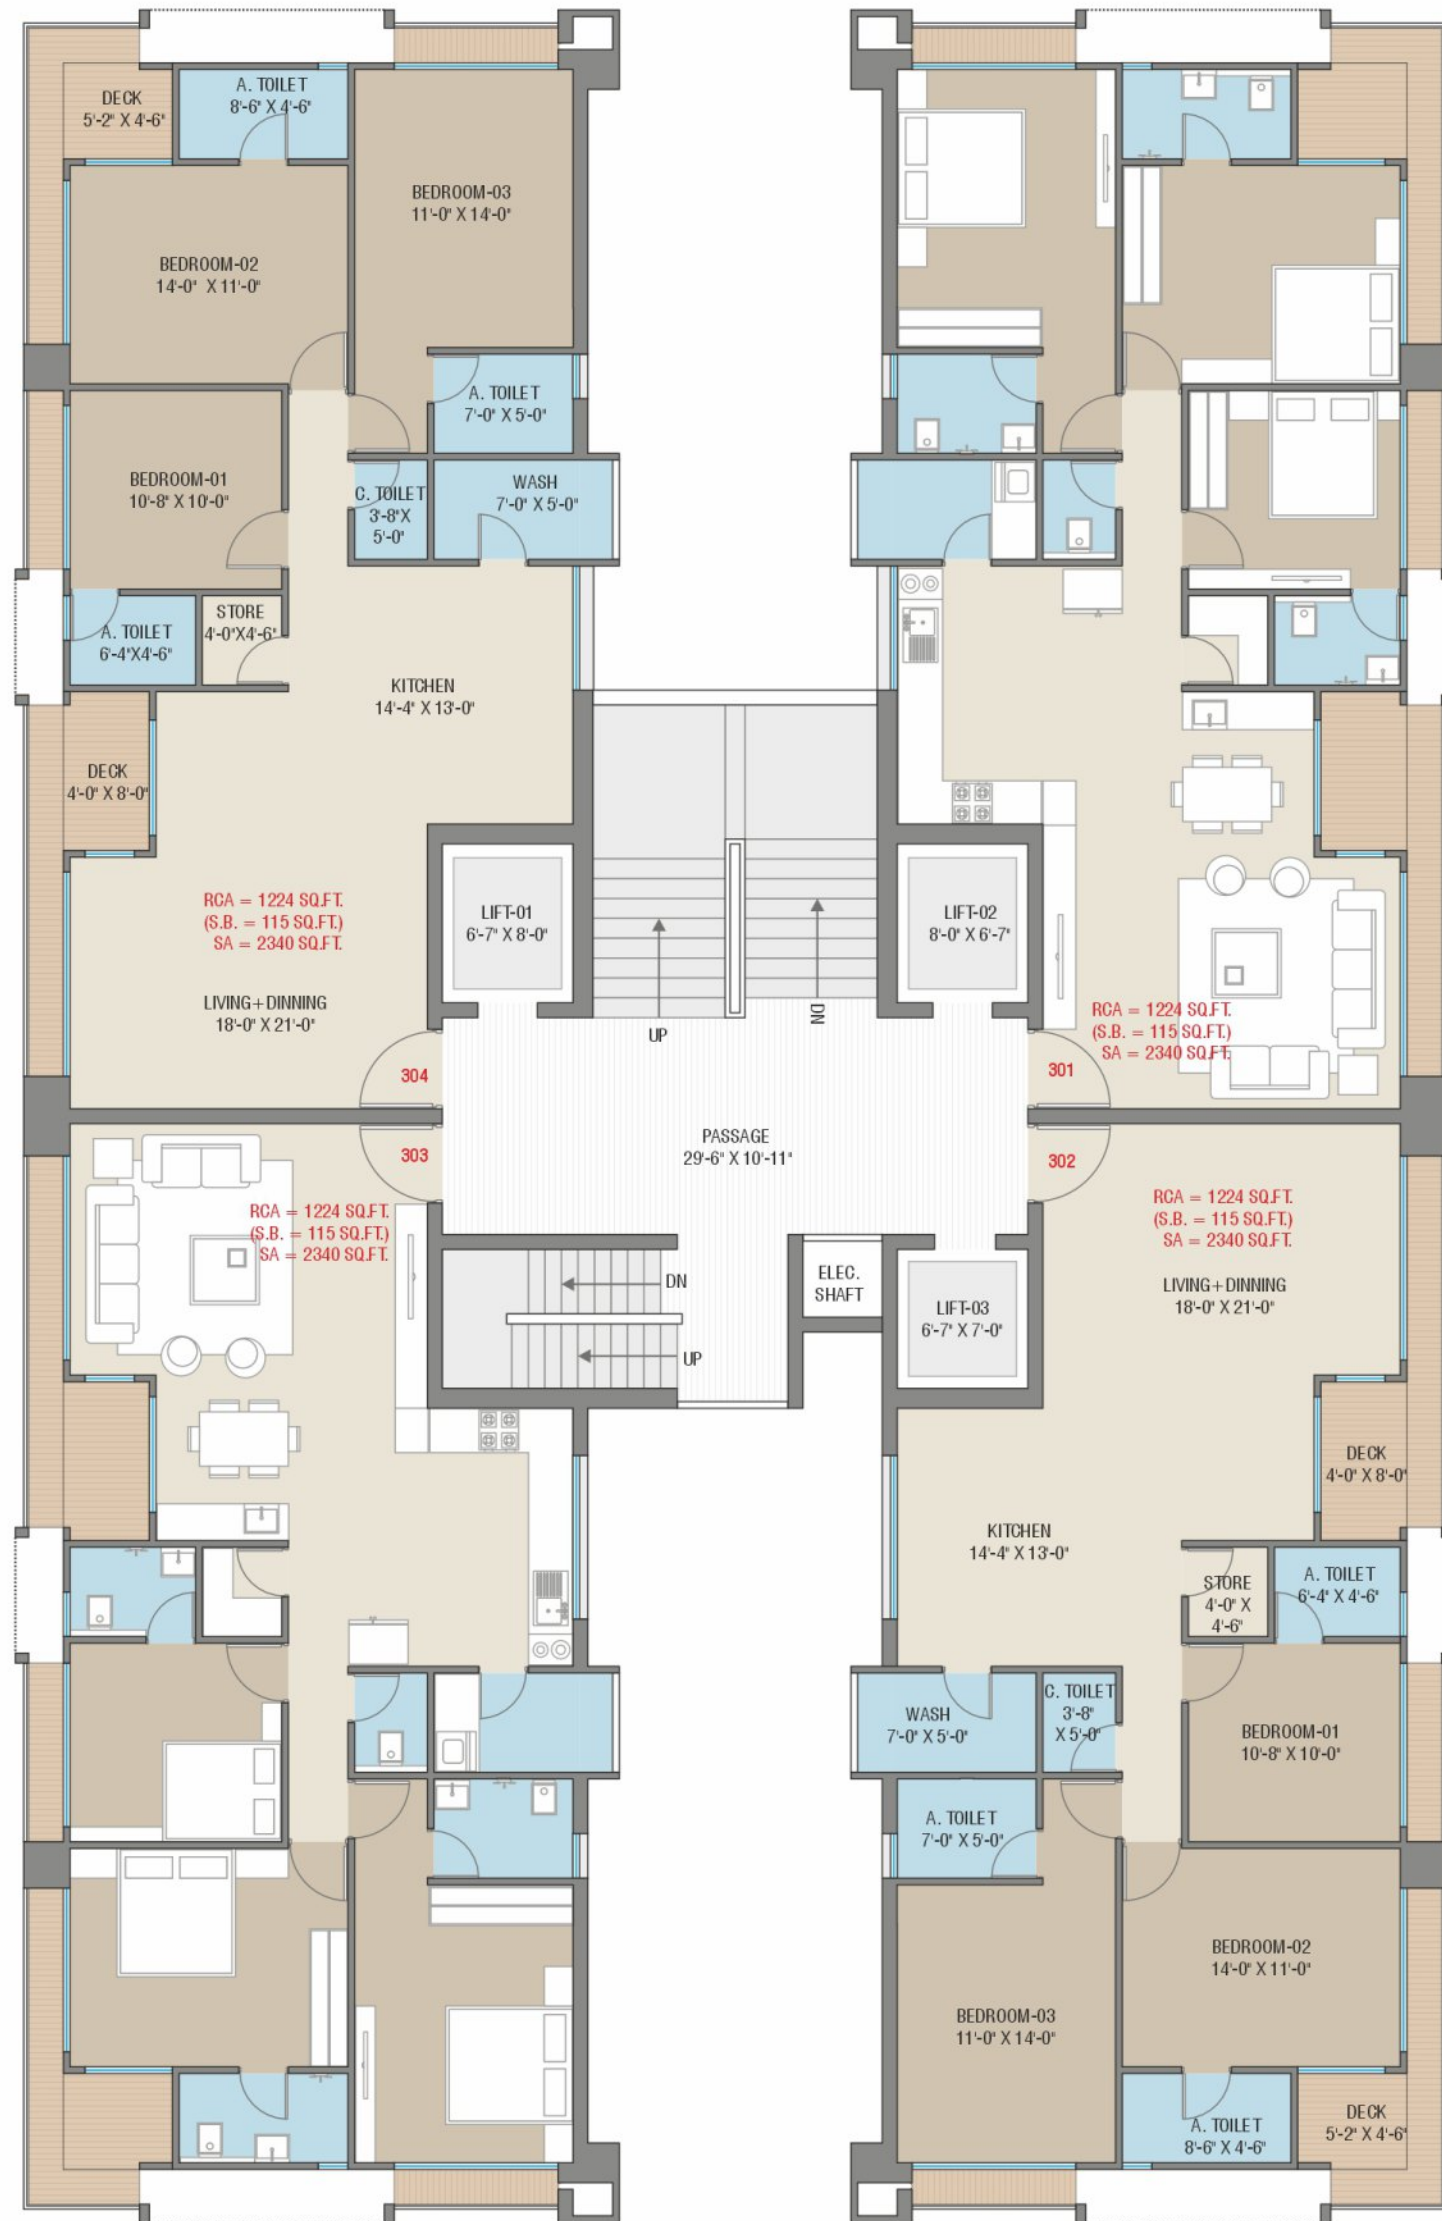 DECK
5'-2" X 4'-6"
A. TOILET
8'-6" X 4'-6"
BEDROOM-03
11'-0" X 14'-0"
BEDROOM-02
14'-0" X 11'-0"
A. TOILET
7'-0" X 5'-0"
BEDROOM-01
10'-8" X 10'-0"
C. TOILET
3'-8"X
5'-0"
WASH
7'-0" X 5'-0"
A. TOILET
6'-4"X4'-6"
STORE
4'-0"X4'-6"
KITCHEN
14'-4" X 13'-0"
DECK
4'-0" X 8'-0"
RCA = 1224 SQ.FT.
(S.B. = 115 SQ.FT.)
SA = 2340 SQ.FT.
LIVING+DINNING
18'-0" X 21'-0"
LIFT-01
6'-7" X 8'-0"
LIFT-02
8'-0" X 6'-7"
UP
DN
RCA = 1224 SQ.FT.
(S.B. = 115 SQ.FT.)
SA = 2340 SQ.FT.
304
301
PASSAGE
29'-6" X 10'-11"
303
302
RCA = 1224 SQ.FT.
(S.B. = 115 SQ.FT.)
SA = 2340 SQ.FT.
RCA = 1224 SQ.FT.
(S.B. = 115 SQ.FT.)
SA = 2340 SQ.FT.
LIVING+DINNING
18'-0" X 21'-0"
DN
UP
ELEC.
SHAFT
LIFT-03
6'-7" X 7'-0"
DECK
4'-0" X 8'-0"
KITCHEN
14'-4" X 13'-0"
STORE
4'-0" X
4'-6"
A. TOILET
6'-4" X 4'-6"
WASH
7'-0" X 5'-0"
C. TOILET
3'-8"
X 5'-0"
BEDROOM-01
10'-8" X 10'-0"
A. TOILET
7'-0" X 5'-0"
BEDROOM-02
14'-0" X 11'-0"
BEDROOM-03
11'-0" X 14'-0"
A. TOILET
8'-6" X 4'-6"
DECK
5'-2" X 4'-6"